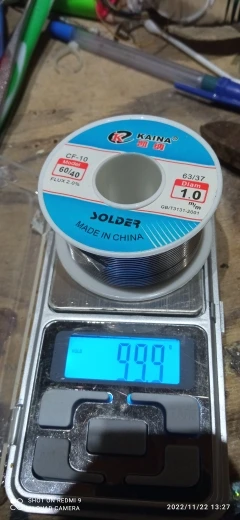 KAINA
CF-10
60/40
FLUX 2.0%
63/37
Diam
1.0
mm
SOLDER
MADE IN CHINA
99.9
SHOT ON REDMI 9
QUAD CAMERA
2022/11/22 13:27